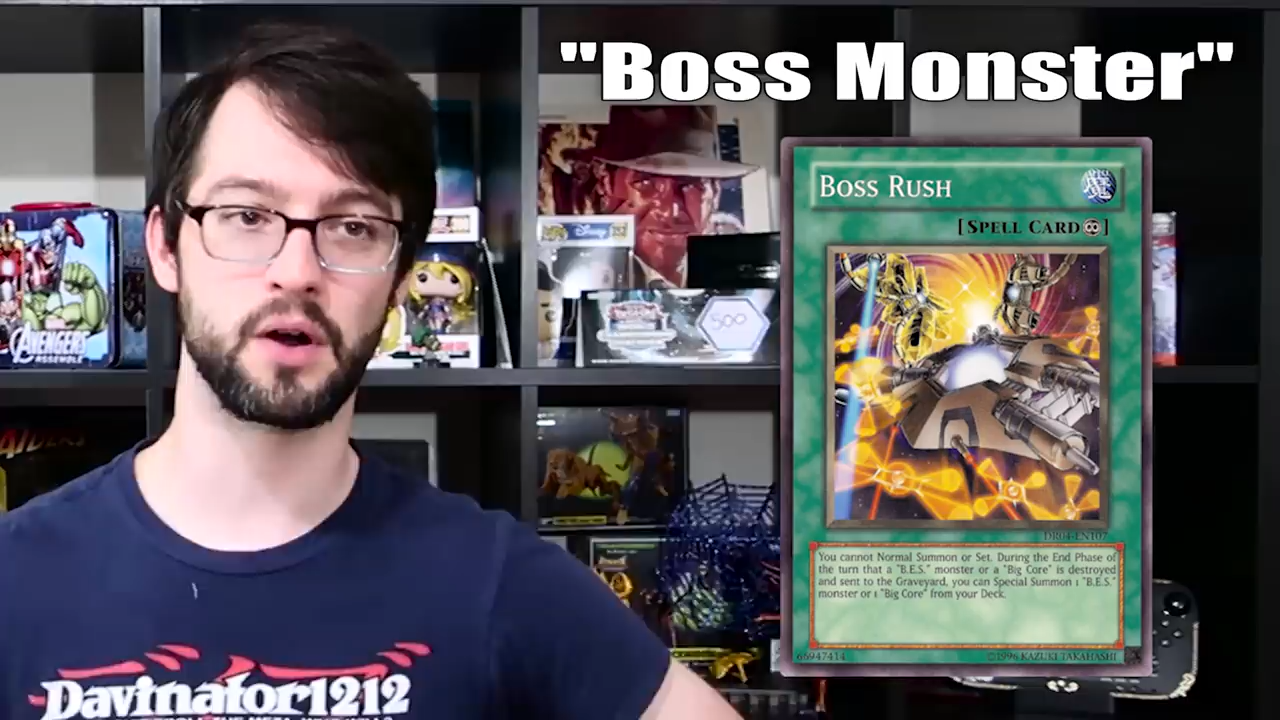 "Boss Monster"
BOSS RUSH
[SPELL CARD]
DR04-EN107
You cannot Normal Summon or Set. During the End Phase of
the turn that a "B.E.S." monster or a "Big Core" is destroyed
and sent to the Graveyard, you can Special Summon 1 "B.E.S."
monster or 1 "Big Core" from your Deck.
66947414
©1996 KAZUKI TAKAHASHI
AVENGERS
ASSEMBLE
Disney
Davinator1212